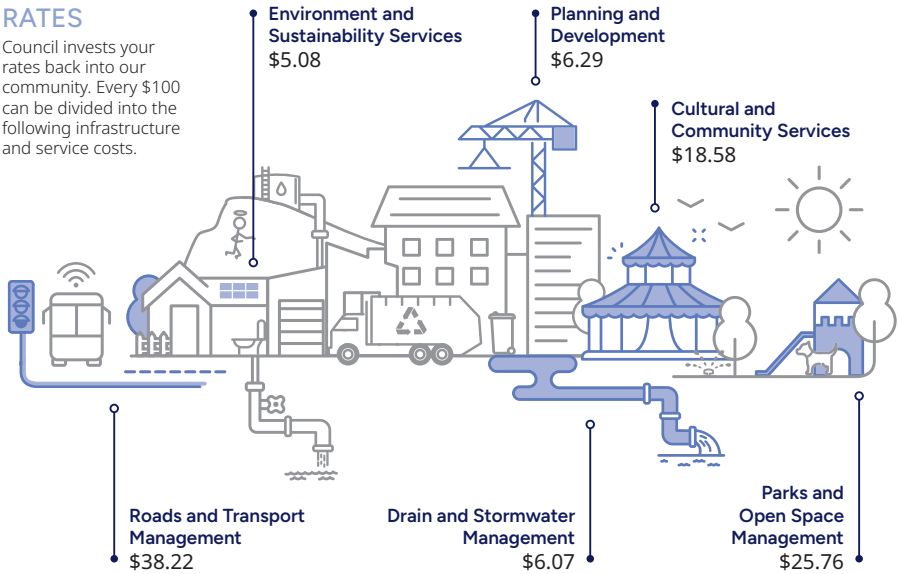 RATES
Council invests your
rates back into our
community. Every $100
can be divided into the
following infrastructure
and service costs.
Environment and
Sustainability Services
$5.08
Planning and
Development
$6.29
Cultural and
Community Services
$18.58
Roads and Transport
Management
$38.22
Drain and Stormwater
Management
$6.07
Parks and
Open Space
Management
$25.76